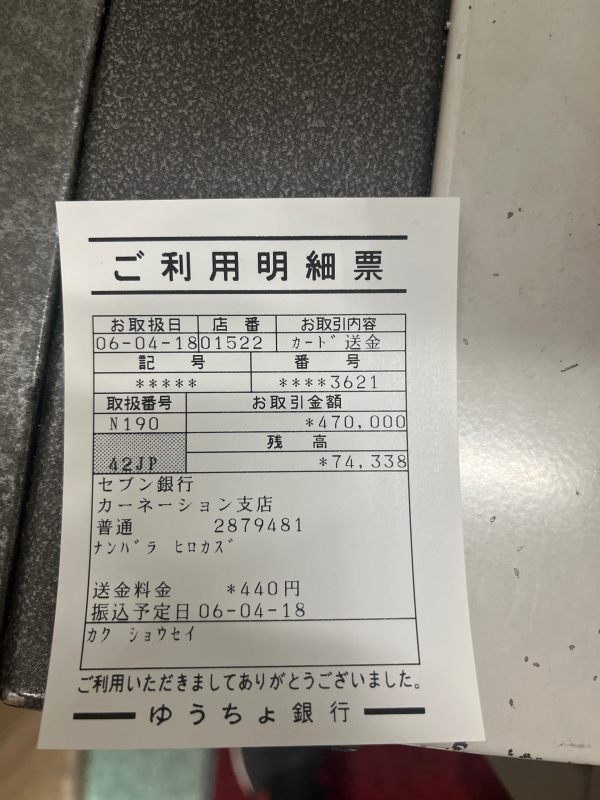 ご利用明細票
お取扱日 店番 お取引内容
06-04-18 01522 ｶｰﾄﾞ送金
記号 番号
***** ****3621
取扱番号 お取引金額
N190 *470,000
残高
42JP *74,338
セブン銀行
カーネーション支店
普通 2879481
ﾅﾝﾊﾞﾗ ﾋﾛｶｽﾞ
送金料金 *440円
振込予定日 06-04-18
ｶｸ ｼｮｳｾｲ
ご利用いただきましてありがとうございました。
ゆうちょ銀行